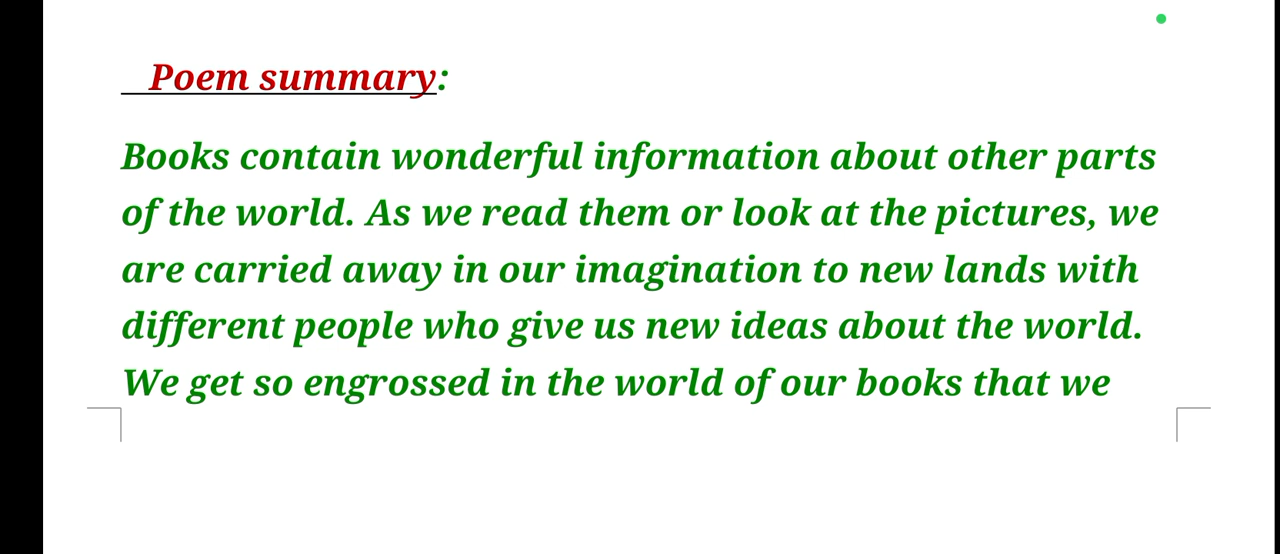 Poem summary:
Books contain wonderful information about other parts
of the world. As we read them or look at the pictures, we
are carried away in our imagination to new lands with
different people who give us new ideas about the world.
We get so engrossed in the world of our books that we